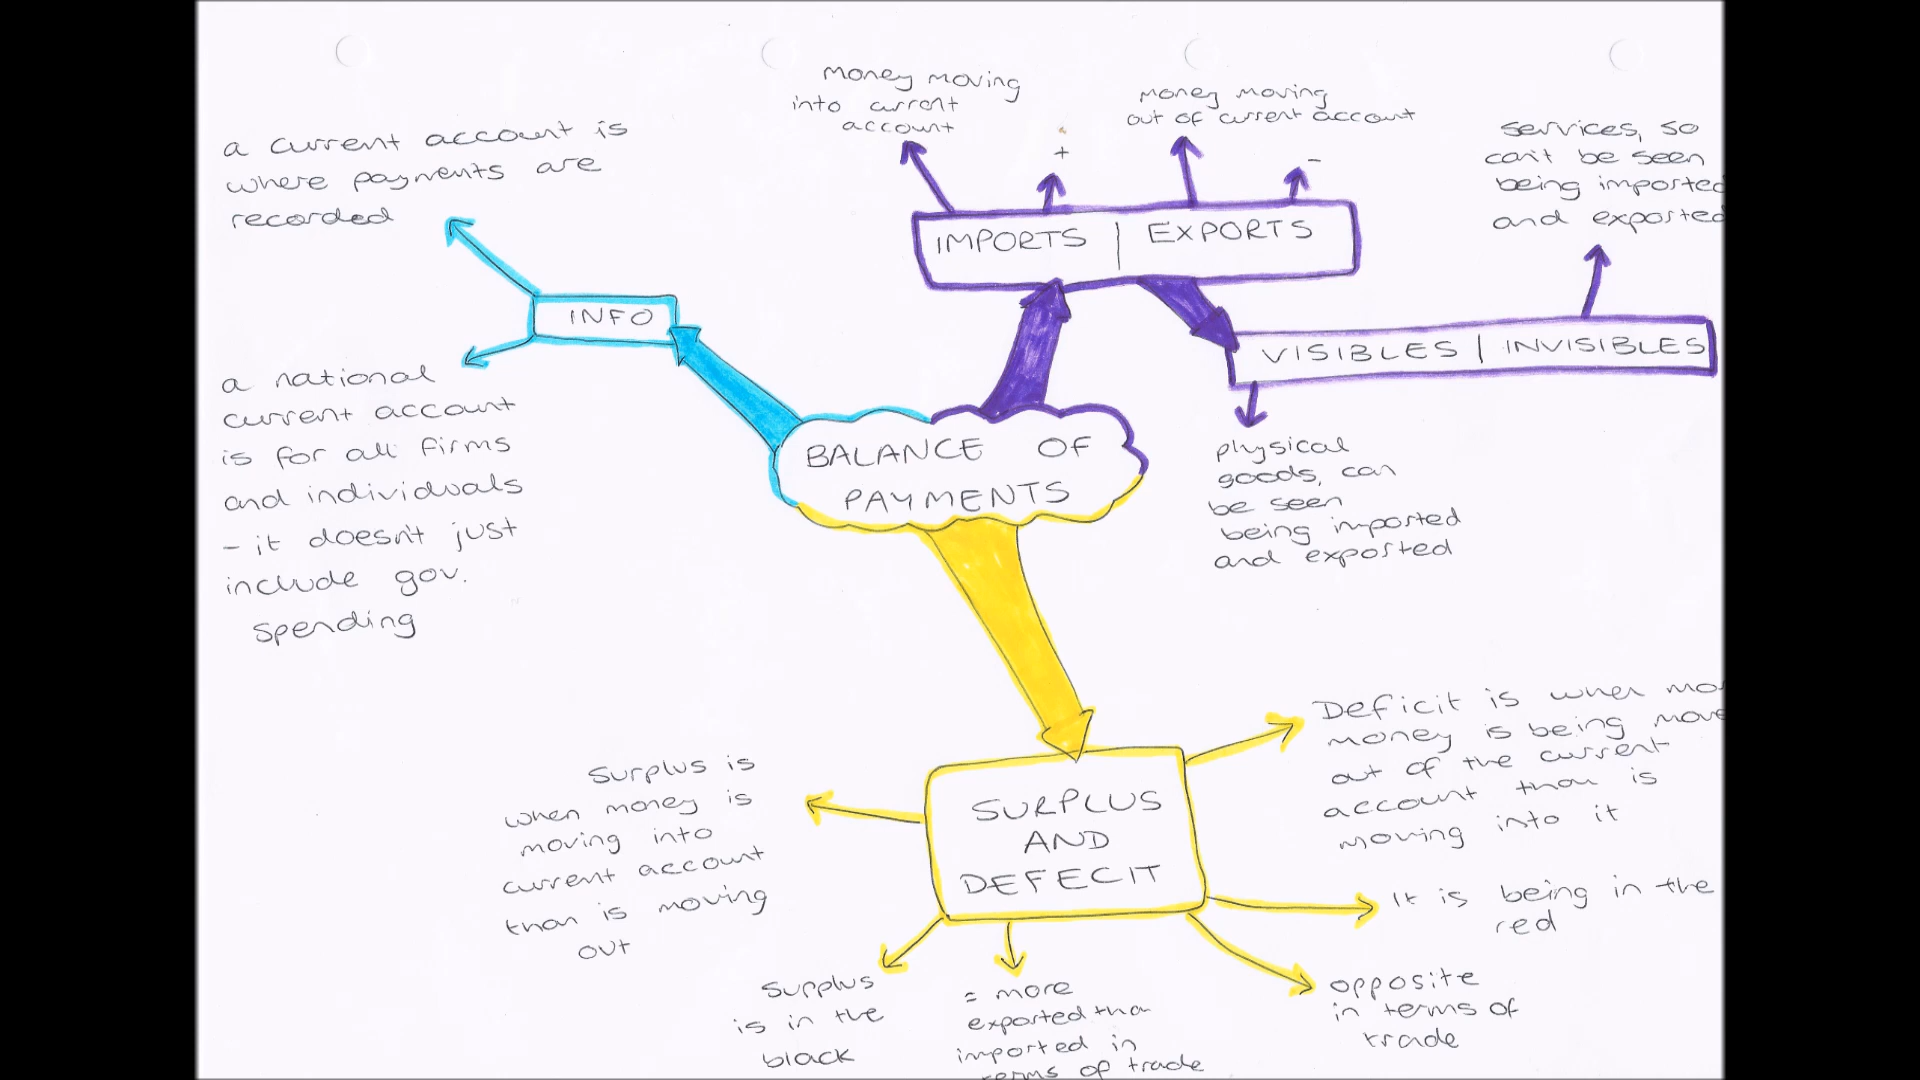 money moving
into current
account
+
money moving
out of current account
-
IMPORTS | EXPORTS
services, so
can't be seen
being imported
and exported
VISIBLES | INVISIBLES
physical
goods, can
be seen
being imported
and exported
a current account is
where payments are
recorded
INFO
a national
current account
is for all firms
and individuals
- it doesn't just
include gov.
spending
BALANCE OF
PAYMENTS
SURPLUS
AND
DEFECIT
Surplus is
when money is
moving into
current account
than is moving
out
Surplus
is in the
black
= more
exported than
imported in
terms of trade
Deficit is when
money is being
out of the current
account than is
moving into it
It is being in the
red
opposite
in terms of
trade